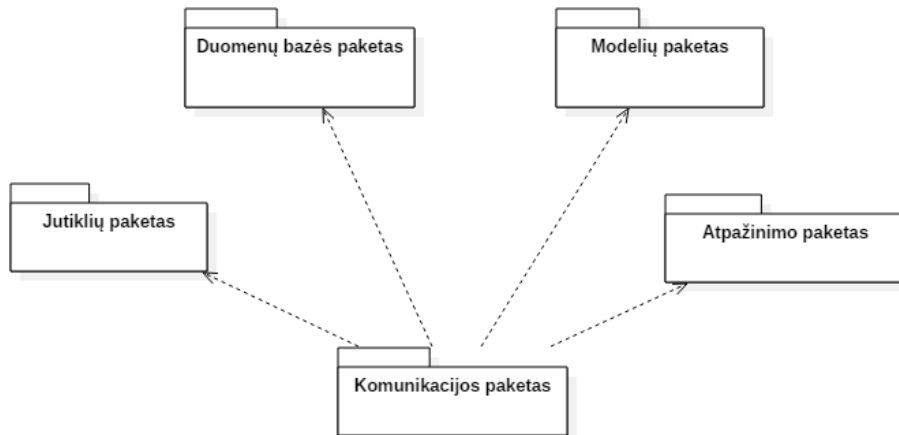 Duomenų bazės paketas
Modelių paketas
Jutiklių paketas
Atpažinimo paketas
Komunikacijos paketas